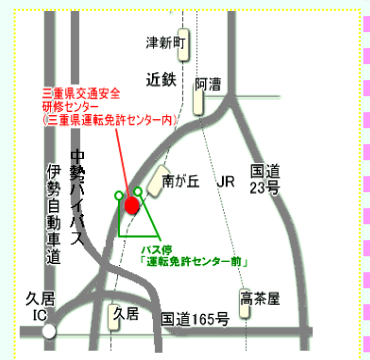 津新町
近鉄
阿漕
三重県交通安全
研修センター
(三重県運転免許センター内)
中勢バイパス
伊勢自動車道
南が丘
JR
国道
23号
バス停
「運転免許センター前」
久居
IC
久居
国道165号
高茶屋